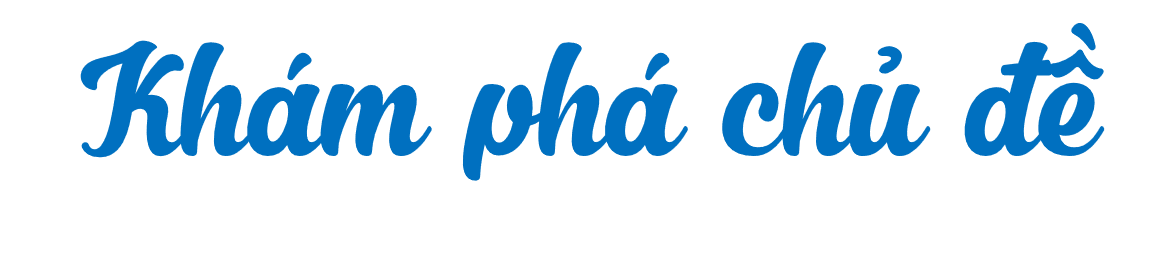 Khám phá chủ đề